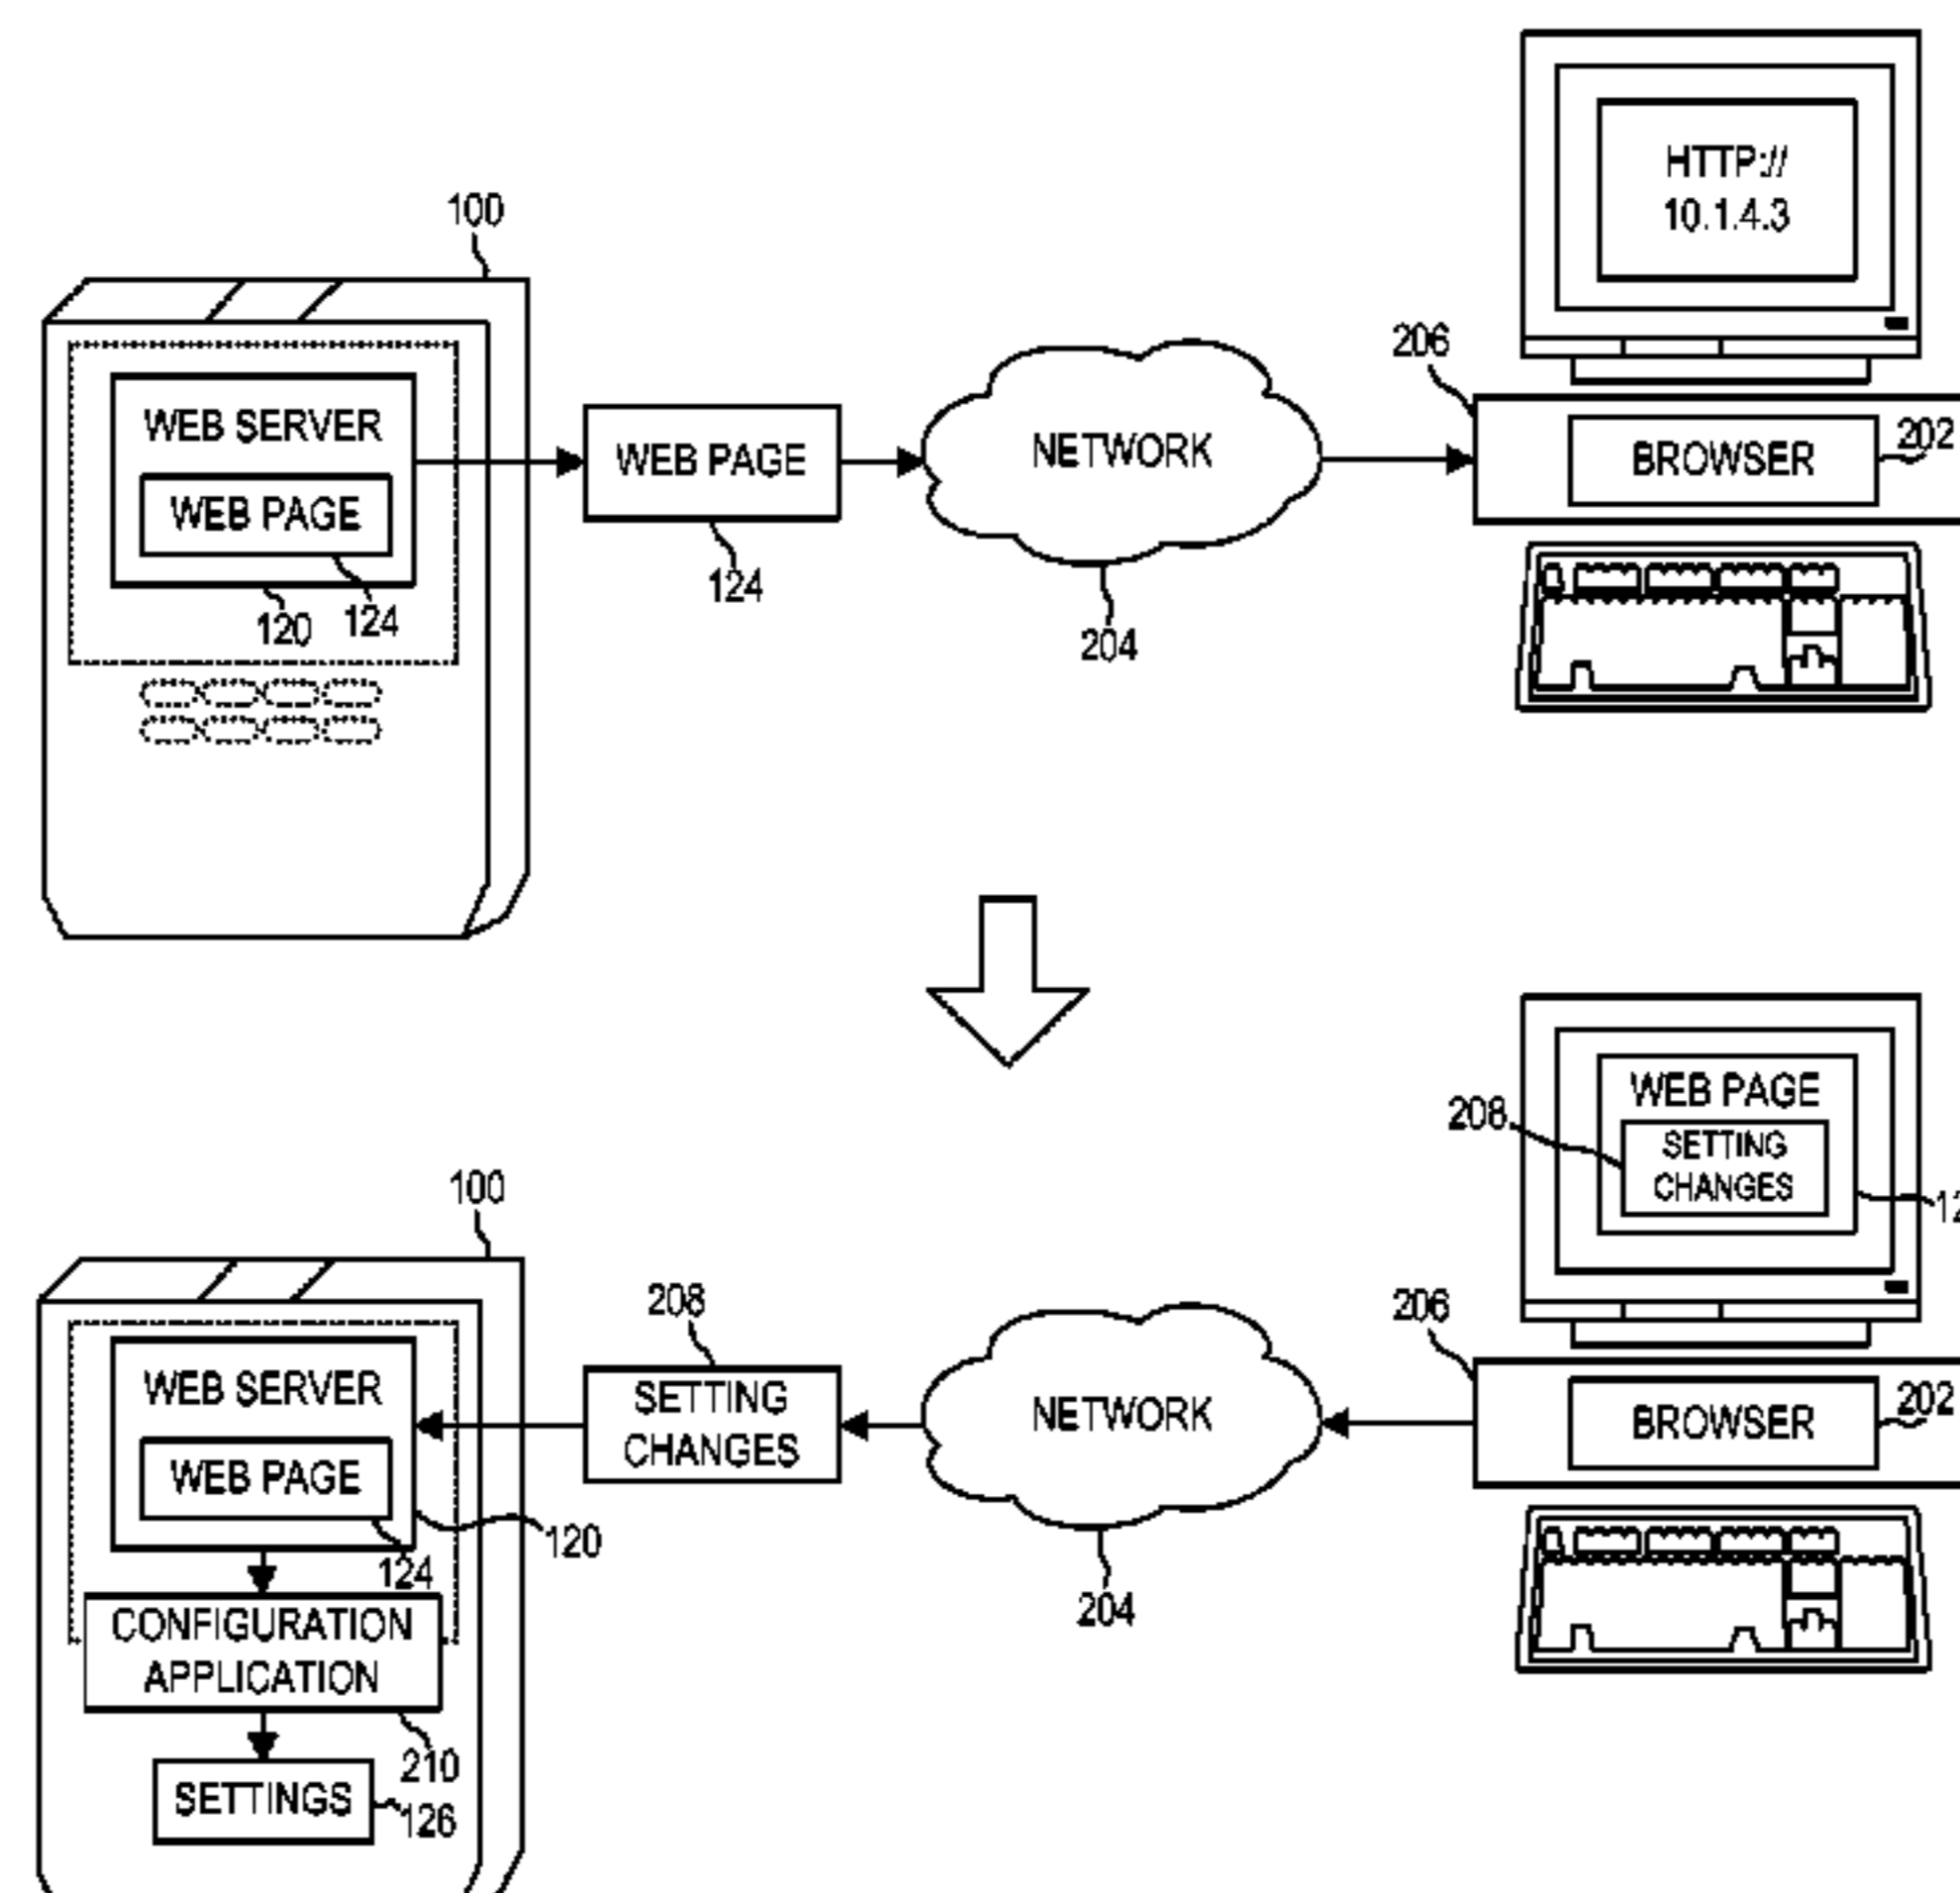 100
HTTP://
10.1.4.3
206
WEB SERVER
WEB PAGE
120
124
WEB PAGE
124
NETWORK
204
BROWSER
202
100
208
WEB PAGE
SETTING
CHANGES
206
WEB SERVER
WEB PAGE
124
120
208
SETTING
CHANGES
NETWORK
204
BROWSER
202
CONFIGURATION
APPLICATION
210
SETTINGS
126